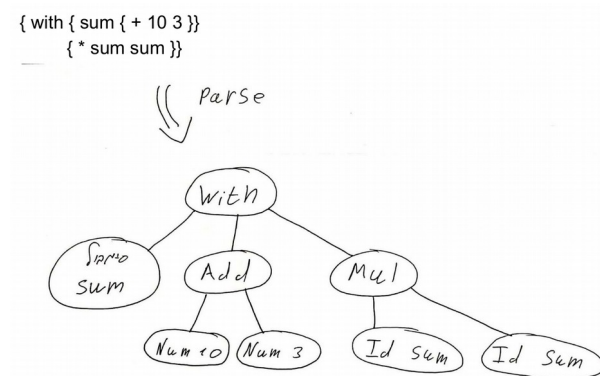 { with { sum { + 10 3 }}
{ * sum sum }}
Parse
With
סימבול
sum
Add
Mul
Num 10
Num 3
Id sum
Id sum